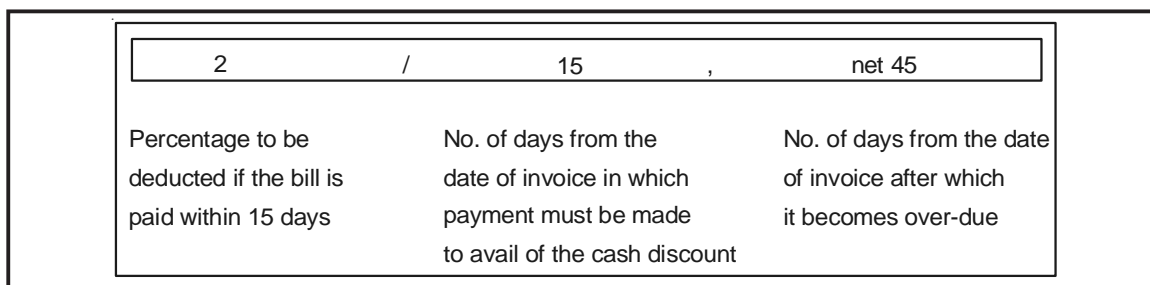 2 / 15 , net 45
Percentage to be
deducted if the bill is
paid within 15 days
No. of days from the
date of invoice in which
payment must be made
to avail of the cash discount
No. of days from the date
of invoice after which
it becomes over-due